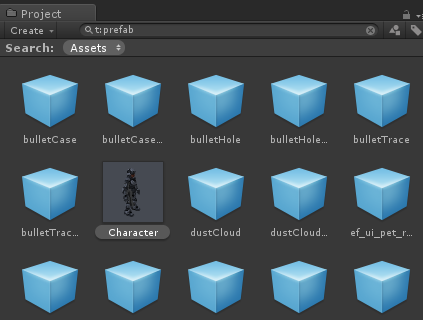 Project
Create
t:prefab
Search: Assets
bulletCase bulletCase... bulletHole bulletHole... bulletTrace
bulletTrac... Character dustCloud dustCloud... ef_ui_pet_r...